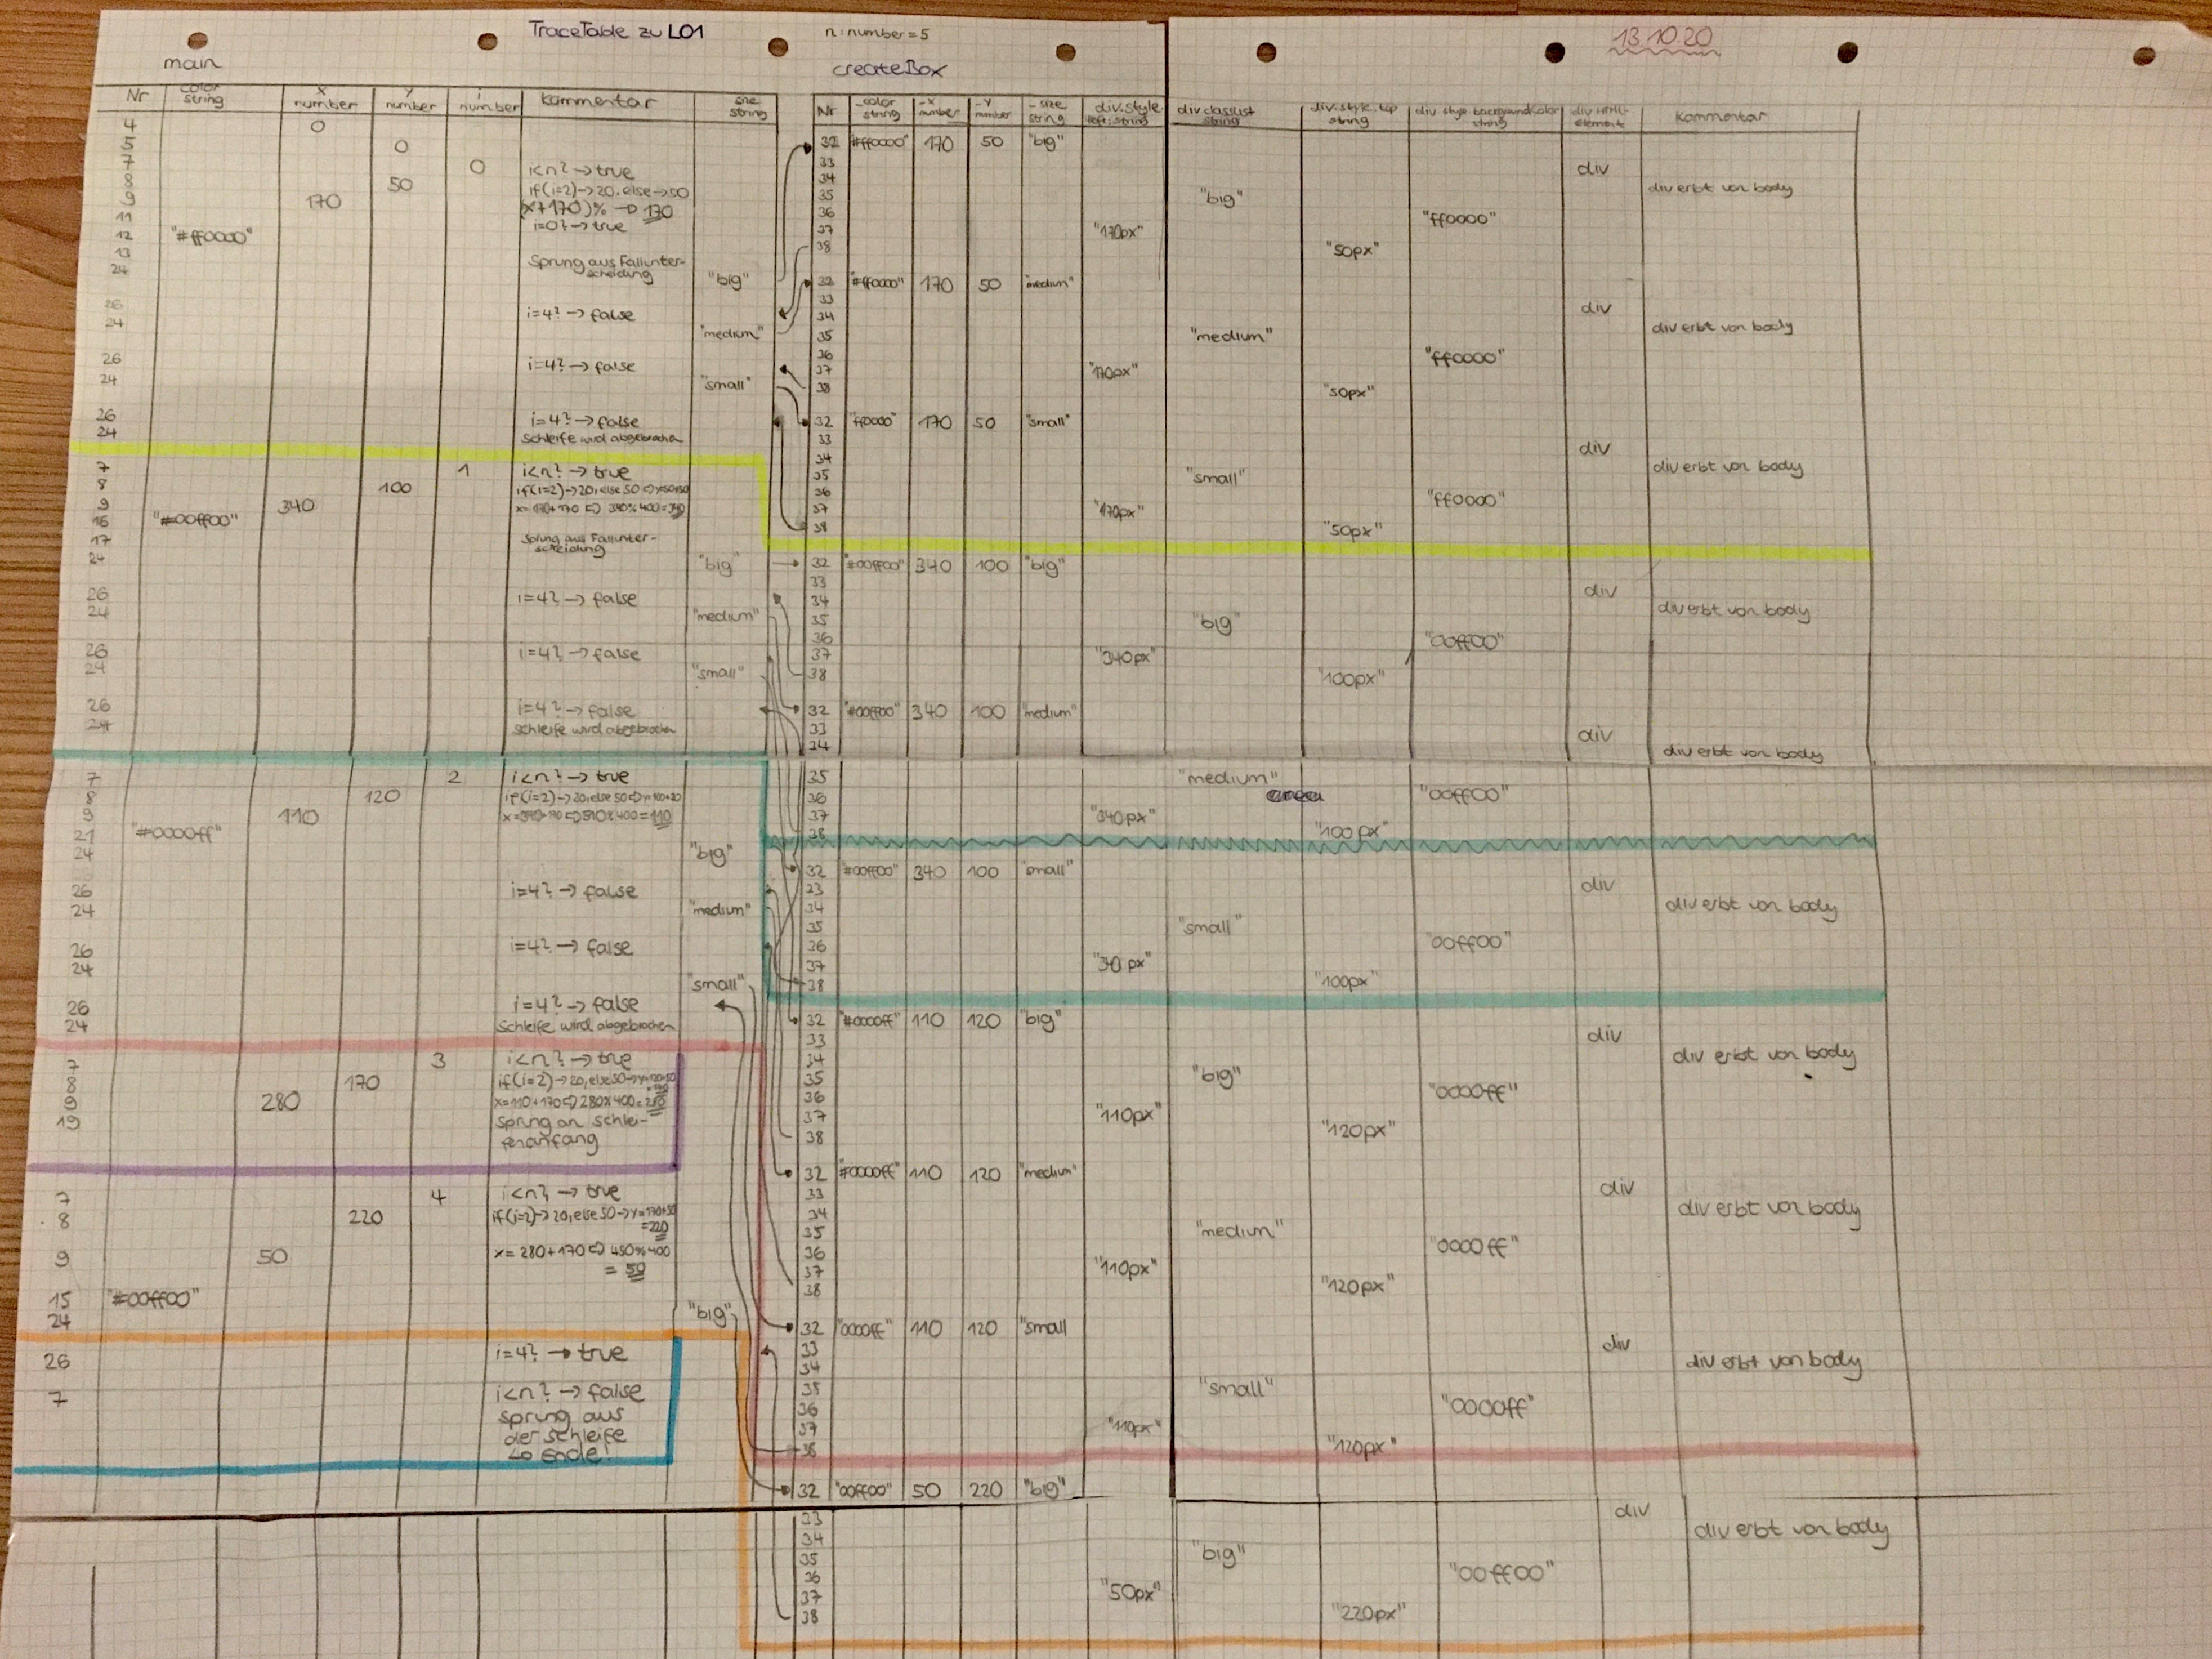 TraceTable zu L01
n: number = 5
13.10.20
main
createBox
Nr color string x number y number i number kommentar size string
Nr _color string _x number _y number _size string div.style.left: string div.classlist string div.style.top string div.style.backgroundColor string div HTML-element Kommentar
4 0
5 0
7 0 i<n? → true
8 50 if(i=2)→20, else→50
9 170 (x+170)% → 170
11 i=0? → true
12 "#ff0000"
13 Sprung aus Fallunter-scheidung
24 "big"
26 i=4? → false
24 "medium"
26 i=4? → false
24 "small"
26 i=4? → false
24 Schleife wird abgebrochen
7 1 i<n? → true
8 100 if(i=2)→20, else 50
9 340 x=170+170 ⇨ 340%400=340
16 "#00ff00"
17 Sprung aus Fallunter-scheidung
24 "big"
26 i=4? → false
24 "medium"
26 i=4? → false
24 "small"
26 i=4? → false
24 schleife wird abgebrochen
7 2 i<n? → true
8 120 if(i=2)→20, else 50 ⇨ y=100+20
9 110 x=340+170 ⇨ 510%400=110
21 "#0000ff"
24 "big"
26 i=4? → false
24 "medium"
26 i=4? → false
24 "small"
26 i=4? → false
24 Schleife wird abgebrochen
7 3 i<n? → true
8 170 if(i=2)→20, else 50→y=120+50
280 x=110+170 ⇨ 280%400=280
19 Sprung an Schlei-
fenanfang
7 4 i<n? → true
8 220 if(i=2)→20, else 50→y=170+50
=220
9 50 x=280+170 ⇨ 450%400
= 50
15 "#00ff00"
24 "big"
26 i=4? → true
7 i<n? → false
sprung aus
der schleife
Ende!
32 "#ff0000" 170 50 "big"
33 div
34 div erbt von body
35 "big"
36 "ff0000"
37 "170px"
38 "50px"
32 "#ff0000" 170 50 "medium"
33 div
34 div erbt von body
35 "medium"
36 "ff0000"
37 "170px"
38 "50px"
32 "ff0000" 170 50 "small"
33 div
34 div erbt von body
35 "small"
36 "ff0000"
37 "170px"
38 "50px"
32 "#00ff00" 340 100 "big"
33 div
34 div erbt von body
35 "big"
36 "00ff00"
37 "340px"
38 "100px"
32 "#00ff00" 340 100 "medium"
33 div
34 div erbt von body
35 "medium"
36 "00ff00"
37 "340px"
38 "100px"
32 "#00ff00" 340 100 "small"
23 div
24 div erbt von body
35 "small"
36 "00ff00"
37 "340px"
38 "100px"
32 "#0000ff" 110 120 "big"
33 div
34 div erbt von body
35 "big"
36 "0000ff"
37 "110px"
38 "120px"
32 "#0000ff" 110 120 "medium"
33 div
34 div erbt von body
35 "medium"
36 "0000ff"
37 "110px"
38 "120px"
32 "0000ff" 110 120 "small
33 div
34 div erbt von body
35 "small"
36 "0000ff"
37 "110px"
38 "120px"
32 "00ff00" 50 220 "big"
33 div
34 div erbt von body
35 "big"
36 "00ff00"
37 "50px"
38 "220px"